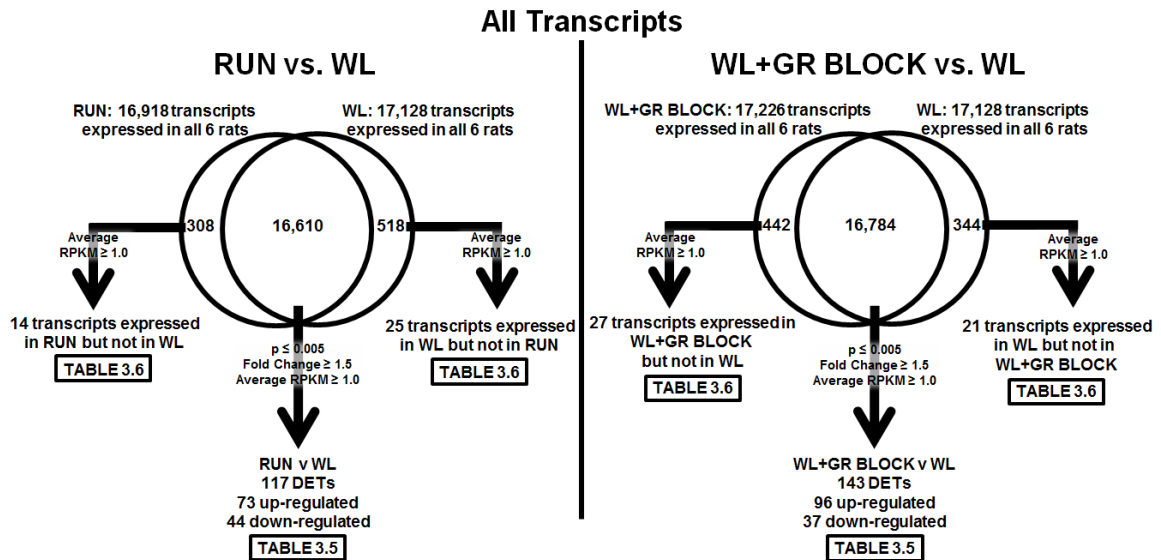 All Transcripts
RUN vs. WL
RUN: 16,918 transcripts
expressed in all 6 rats
WL: 17,128 transcripts
expressed in all 6 rats
308
16,610
518
Average
RPKM ≥ 1.0
Average
RPKM ≥ 1.0
14 transcripts expressed
in RUN but not in WL
TABLE 3.6
25 transcripts expressed
in WL but not in RUN
TABLE 3.6
p ≤ 0.005
Fold Change ≥ 1.5
Average RPKM ≥ 1.0
RUN v WL
117 DETs
73 up-regulated
44 down-regulated
TABLE 3.5
WL+GR BLOCK vs. WL
WL+GR BLOCK: 17,226 transcripts
expressed in all 6 rats
WL: 17,128 transcripts
expressed in all 6 rats
442
16,784
344
Average
RPKM ≥ 1.0
Average
RPKM ≥ 1.0
27 transcripts expressed in
WL+GR BLOCK
but not in WL
TABLE 3.6
21 transcripts expressed
in WL but not in
WL+GR BLOCK
TABLE 3.6
p ≤ 0.005
Fold Change ≥ 1.5
Average RPKM ≥ 1.0
WL+GR BLOCK v WL
143 DETs
96 up-regulated
37 down-regulated
TABLE 3.5